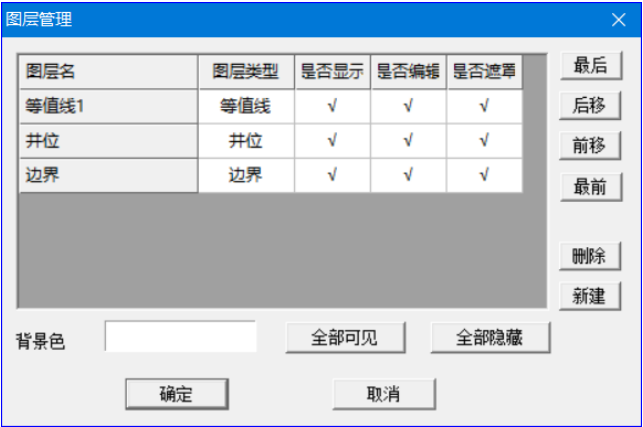 图层管理
图层名 图层类型 是否显示 是否编辑 是否遮罩
等值线1 等值线 √ √ √
井位 井位 √ √ √
边界 边界 √ √ √
最后
后移
前移
最前
删除
新建
背景色 全部可见 全部隐藏
确定 取消